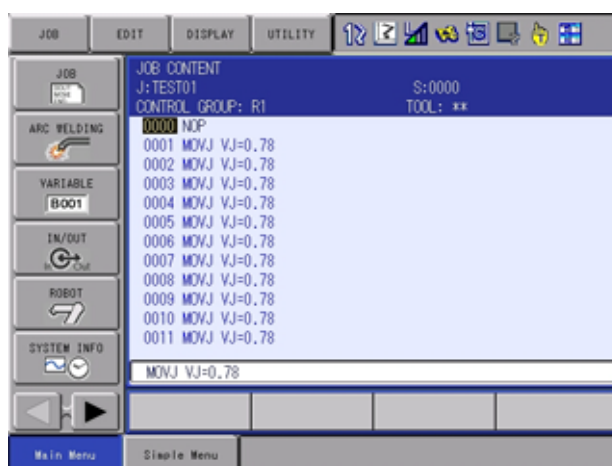 JOB EDIT DISPLAY UTILITY
JOB
ARC WELDING
VARIABLE
B001
IN/OUT
In Out
ROBOT
SYSTEM INFO
JOB CONTENT
J:TEST01 S:0000
CONTROL GROUP: R1 TOOL: **
0000 NOP
0001 MOVJ VJ=0.78
0002 MOVJ VJ=0.78
0003 MOVJ VJ=0.78
0004 MOVJ VJ=0.78
0005 MOVJ VJ=0.78
0006 MOVJ VJ=0.78
0007 MOVJ VJ=0.78
0008 MOVJ VJ=0.78
0009 MOVJ VJ=0.78
0010 MOVJ VJ=0.78
0011 MOVJ VJ=0.78
MOVJ VJ=0.78
Main Menu Simple Menu